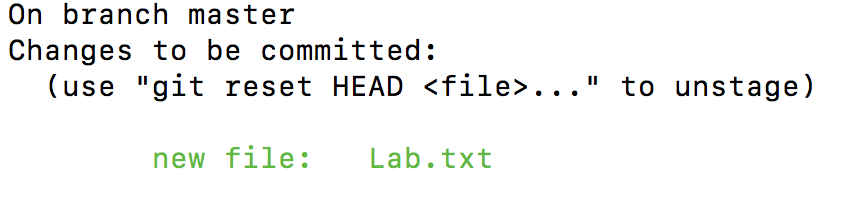 On branch master
Changes to be committed:
  (use "git reset HEAD <file>..." to unstage)
        new file:   Lab.txt